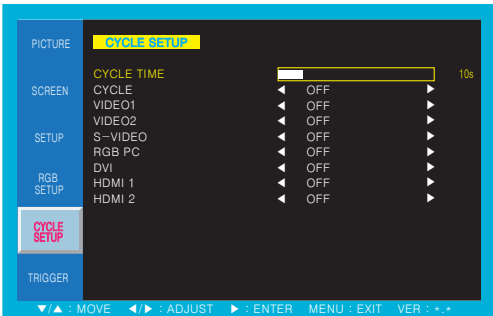 PICTURE
SCREEN
SETUP
RGB
SETUP
CYCLE
SETUP
TRIGGER
CYCLE SETUP
CYCLE TIME 10s
CYCLE ◀ OFF ▶
VIDEO1 ◀ OFF ▶
VIDEO2 ◀ OFF ▶
S-VIDEO ◀ OFF ▶
RGB PC ◀ OFF ▶
DVI ◀ OFF ▶
HDMI 1 ◀ OFF ▶
HDMI 2 ◀ OFF ▶
▼/▲ : MOVE ◀/▶ : ADJUST ▶ : ENTER MENU : EXIT VER : *.*